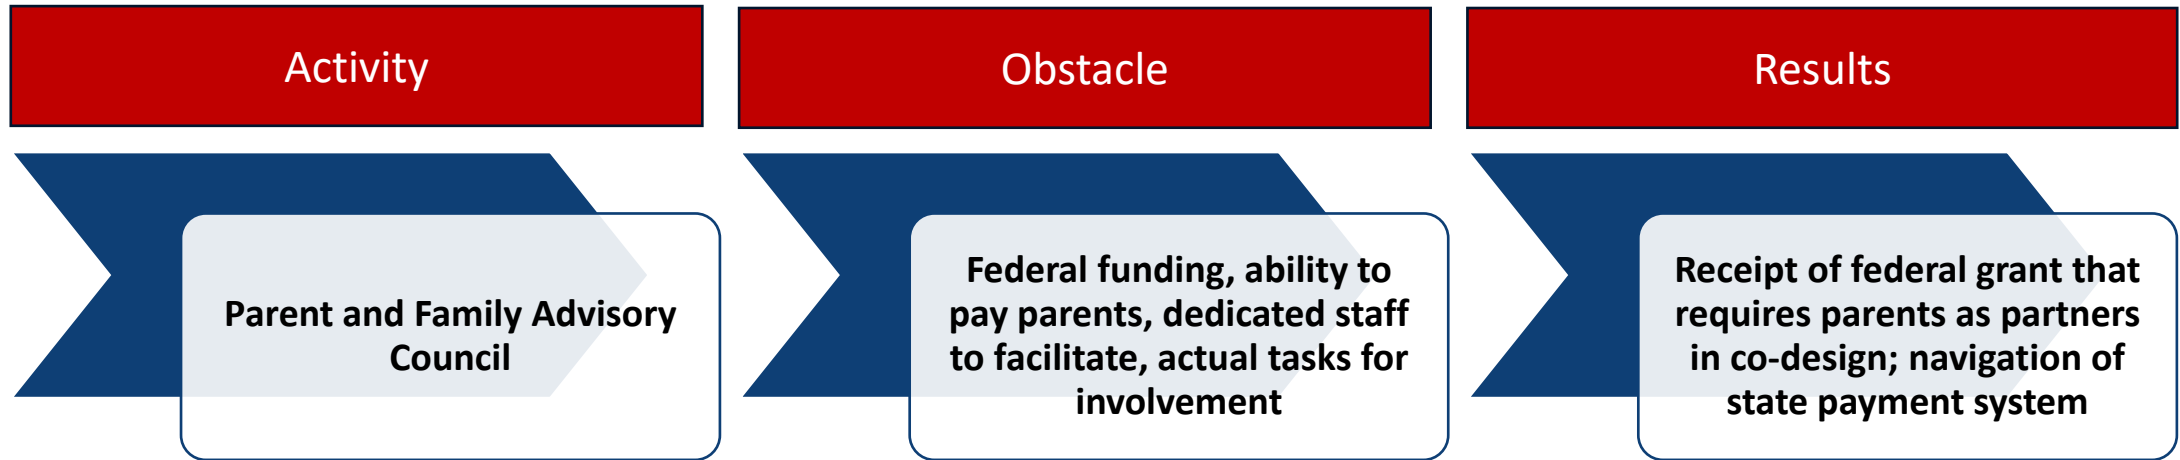 Activity
Obstacle
Results
Parent and Family Advisory
Council
Federal funding, ability to
pay parents, dedicated staff
to facilitate, actual tasks for
involvement
Receipt of federal grant that
requires parents as partners
in co-design; navigation of
state payment system